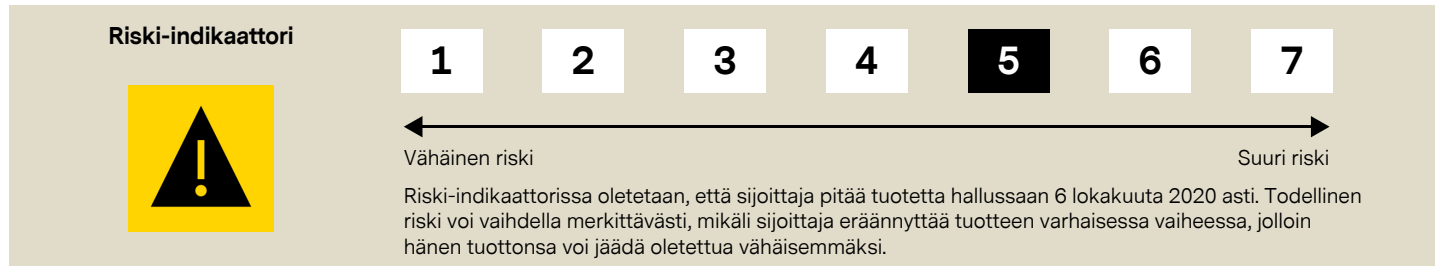 Riski-indikaattori
1 2 3 4 5 6 7
Vähäinen riski Suuri riski
Riski-indikaattorissa oletetaan, että sijoittaja pitää tuotetta hallussaan 6 lokakuuta 2020 asti. Todellinen
riski voi vaihdella merkittävästi, mikäli sijoittaja eräännyttää tuotteen varhaisessa vaiheessa, jolloin
hänen tuottonsa voi jäädä oletettua vähäisemmäksi.